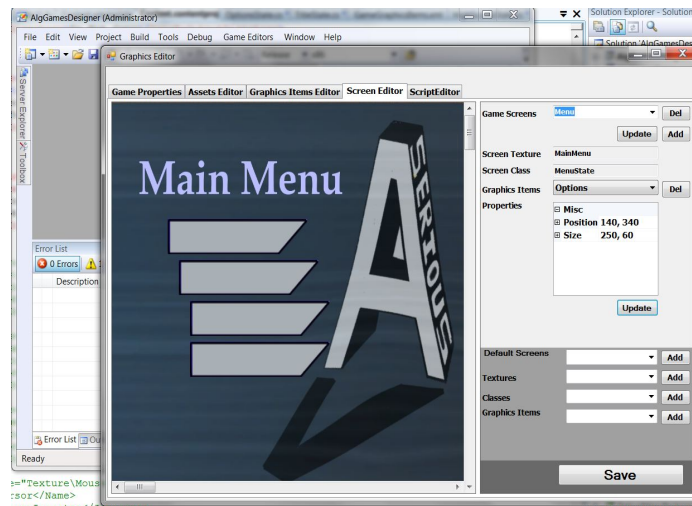 AlgGamesDesigner (Administrator)
Solution Explorer - Solution
File Edit View Project Build Tools Debug Game Editors Window Help
Solution 'AlgGamesDes
Graphics Editor
Server Explorer
Toolbox
Game Properties Assets Editor Graphics Items Editor Screen Editor ScriptEditor
Main Menu
SERIOUS
A
Game Screens Menu Del
Update Add
Screen Texture MainMenu
Screen Class MenuState
Graphics Items Options Del
Properties
Misc
Position 140, 340
Size 250, 60
Update
Error List
0 Errors
Description
Default Screens Add
Textures Add
Classes Add
Graphics Items Add
Error List Ou
Ready
Save
e="Texture\Mous
rsor</Name>